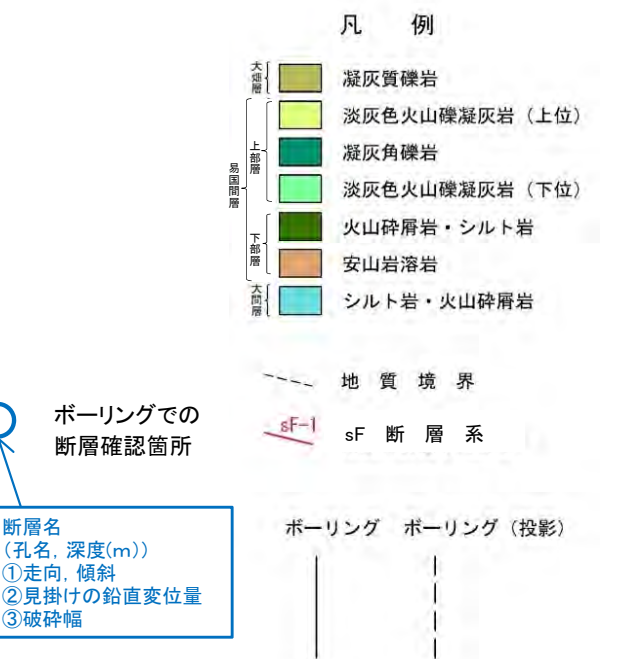 凡 例
大畑層
凝灰質礫岩
易国間層
上部層
淡灰色火山礫凝灰岩（上位）
凝灰角礫岩
淡灰色火山礫凝灰岩（下位）
下部層
火山砕屑岩・シルト岩
安山岩溶岩
大間層
シルト岩・火山砕屑岩
地 質 境 界
sF-1
sF 断 層 系
ボーリングでの
断層確認箇所
断層名
(孔名, 深度(m))
①走向, 傾斜
②見掛けの鉛直変位量
③破砕幅
ボーリング
ボーリング（投影）